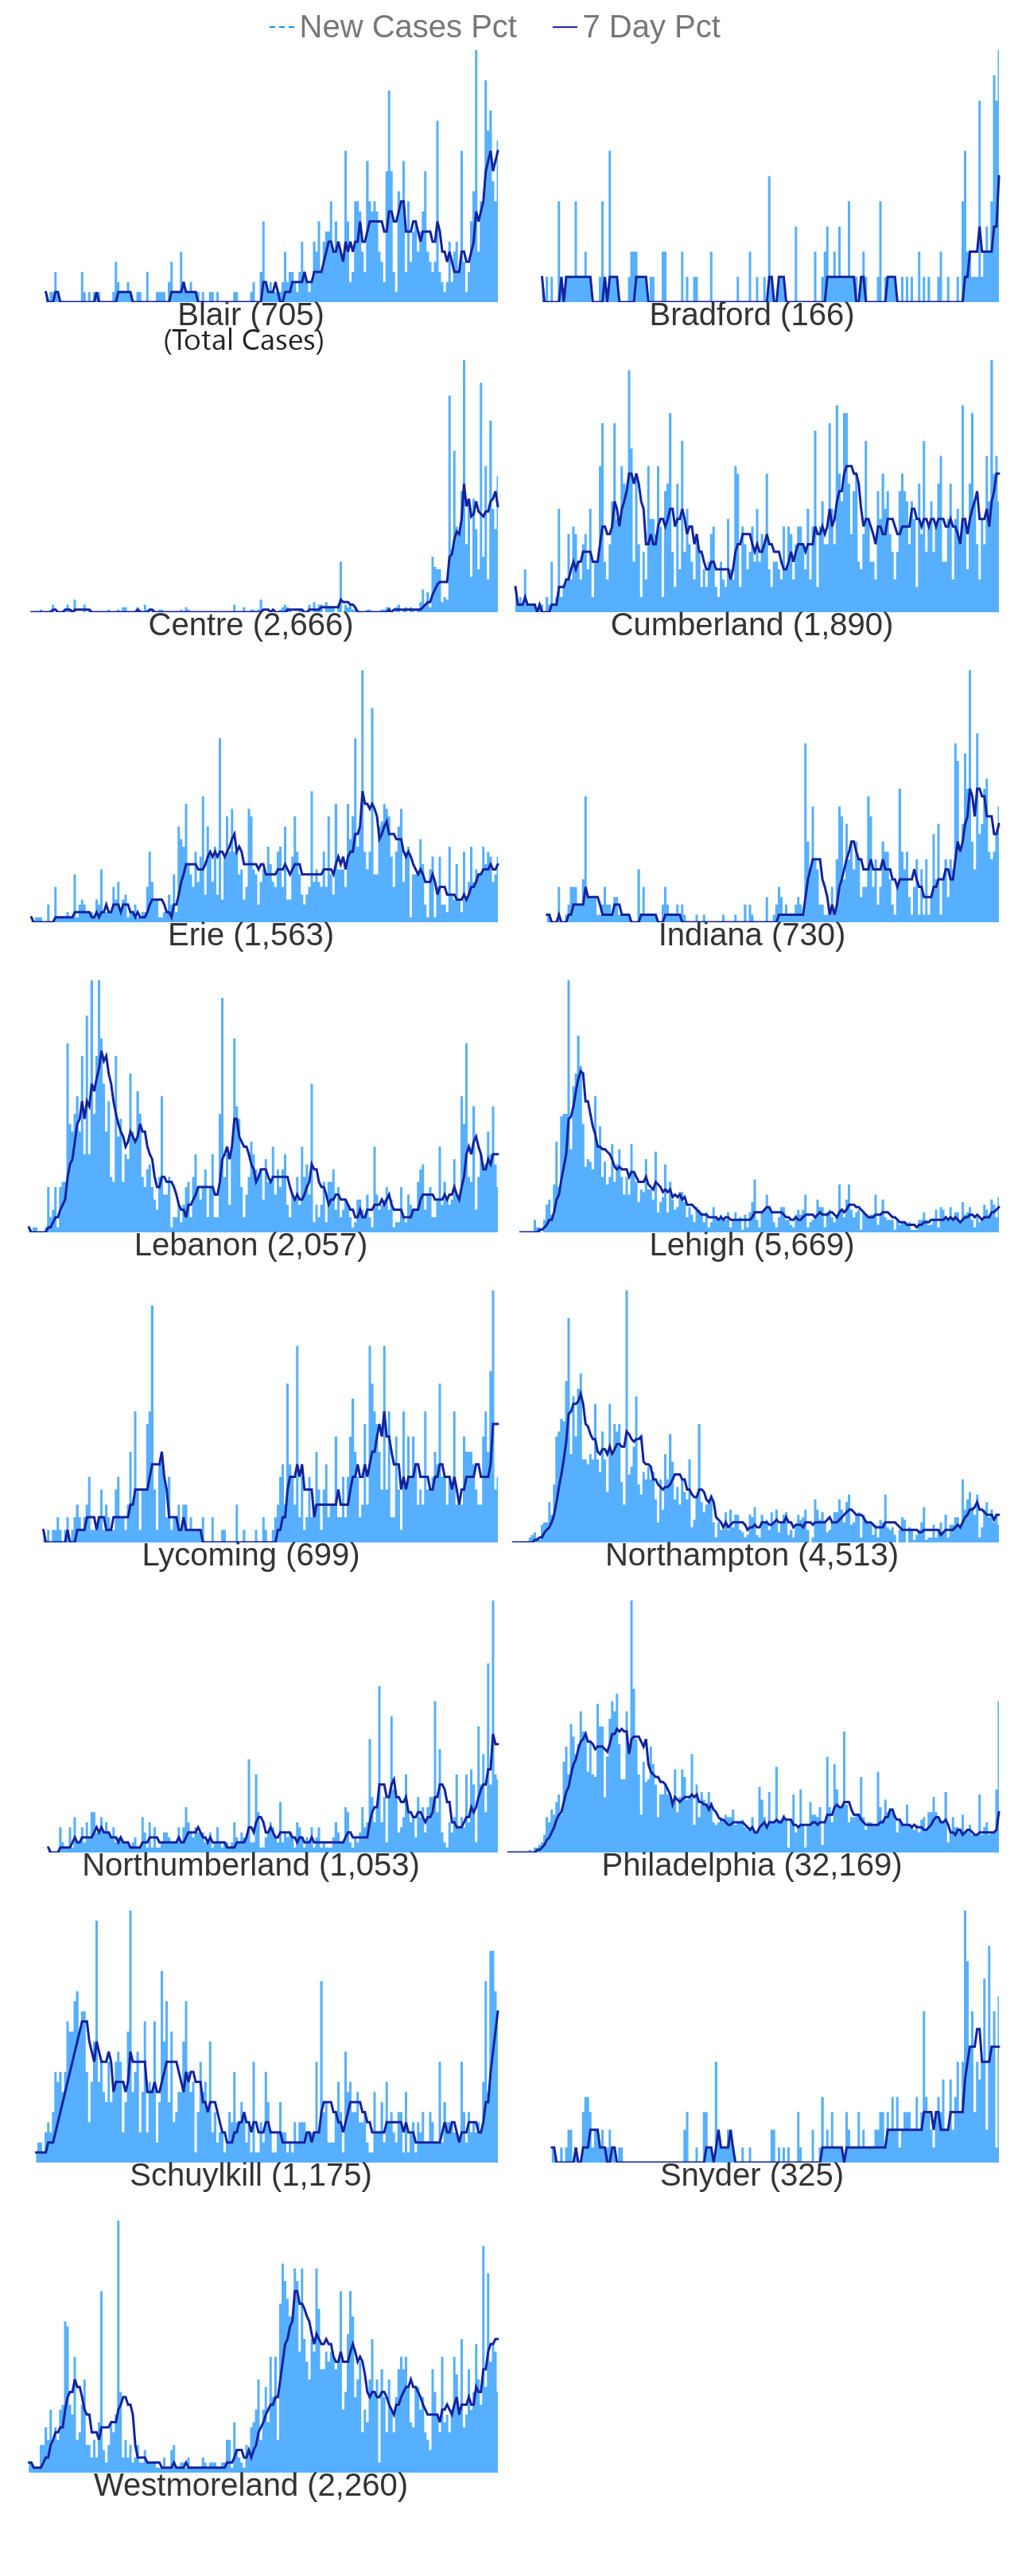 New Cases Pct 7 Day Pct
Blair (705) Bradford (166)
(Total Cases)
Centre (2,666) Cumberland (1,890)
Erie (1,563) Indiana (730)
Lebanon (2,057) Lehigh (5,669)
Lycoming (699) Northampton (4,513)
Northumberland (1,053) Philadelphia (32,169)
Schuylkill (1,175) Snyder (325)
Westmoreland (2,260)